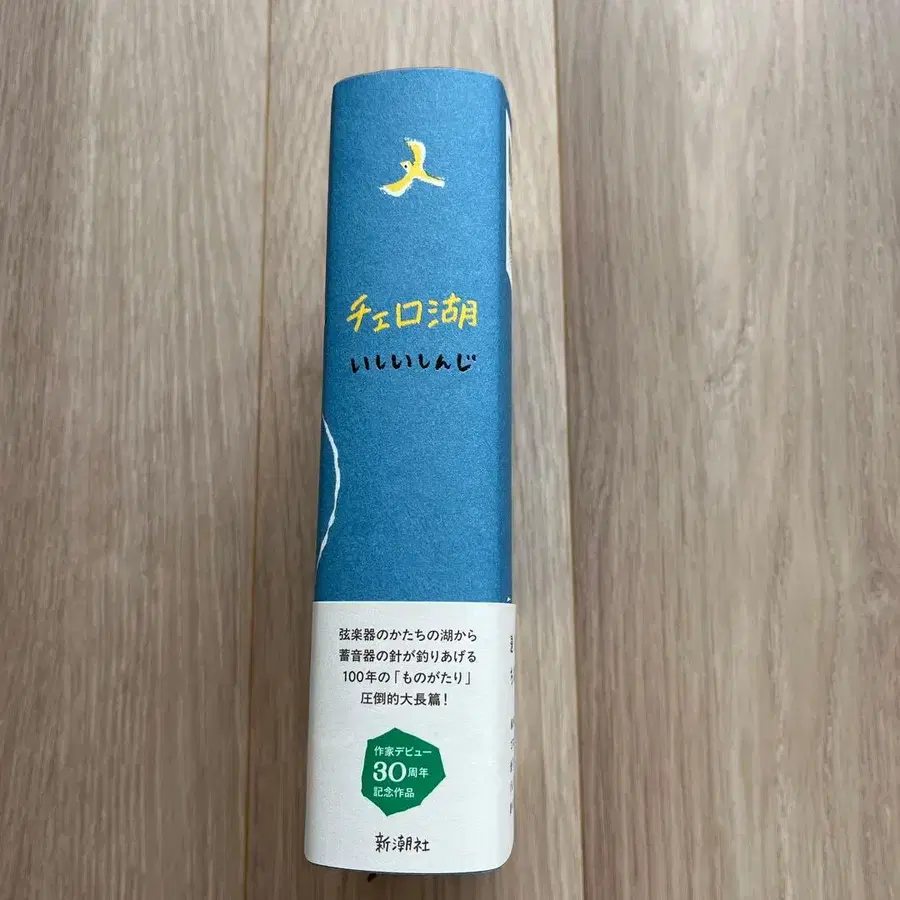 チェロ湖
いしいしんじ
弦楽器のかたちの湖から
蓄音器の針が釣りあげる
100年の「ものがたり」
圧倒的大長篇!
作家デビュー
30周年
記念作品
新潮社